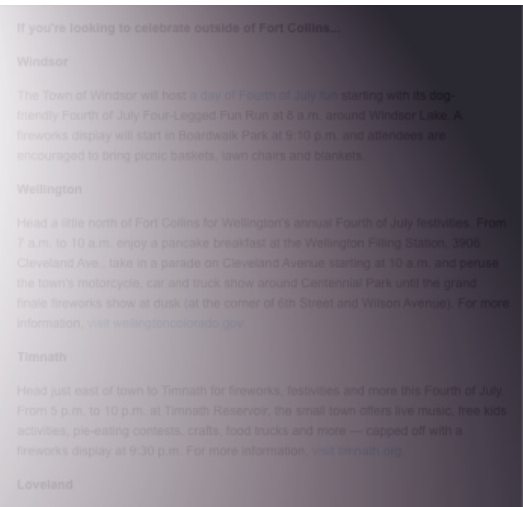 If you're looking to celebrate outside of Fort Collins...
Windsor
The Town of Windsor will host a day of Fourth of July fun starting with its dog-
friendly Fourth of July Four-Legged Fun Run at 8 a.m. around Windsor Lake. A
fireworks display will start in Boardwalk Park at 9:10 p.m. and attendees are
encouraged to bring picnic baskets, lawn chairs and blankets.
Wellington
Head a little north of Fort Collins for Wellington's annual Fourth of July festivities. From
7 a.m. to 10 a.m. enjoy a pancake breakfast at the Wellington Filling Station, 3908
Cleveland Ave., take in a parade on Cleveland Avenue starting at 10 a.m. and peruse
the town's motorcycle, car and truck show around Centennial Park until the grand
finale fireworks show at dusk (at the corner of 6th Street and Wilson Avenue). For more
information, visit wellingtoncolorado.gov.
Timnath
Head just east of town to Timnath for fireworks, festivities and more this Fourth of July.
From 5 p.m. to 10 p.m. at Timnath Reservoir, the small town offers live music, free kids
activities, pie-eating contests, crafts, food trucks and more — capped off with a
fireworks display at 9:30 p.m. For more information, visit timnath.org.
Loveland